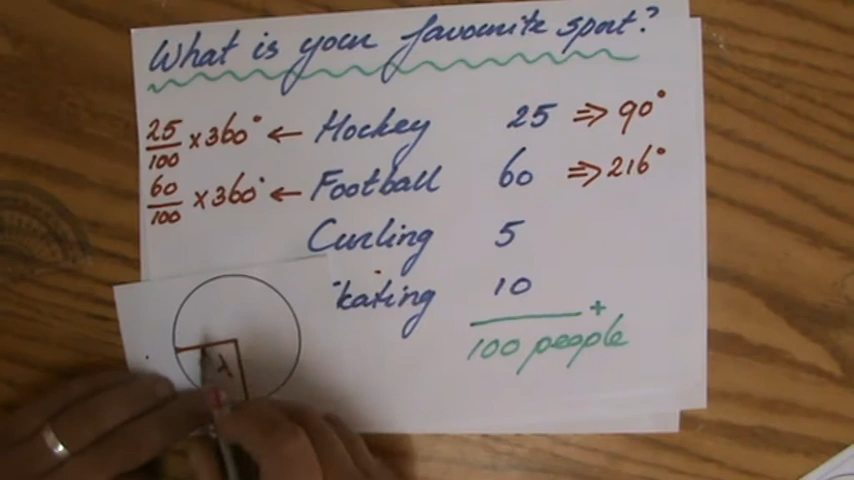 What is your favourite sport?
25/100 × 360° ← Hockey 25 ⇒ 90°
60/100 × 360° ← Football 60 ⇒ 216°
Curling 5
kating 10
+
100 people